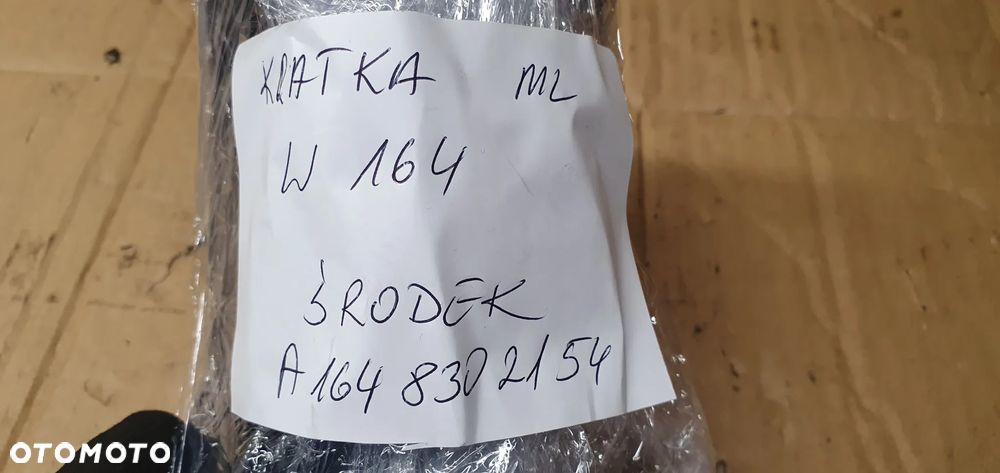 KRATKA ML
W 164
ŚRODEK
A 164 830 21 54
OTOMOTO